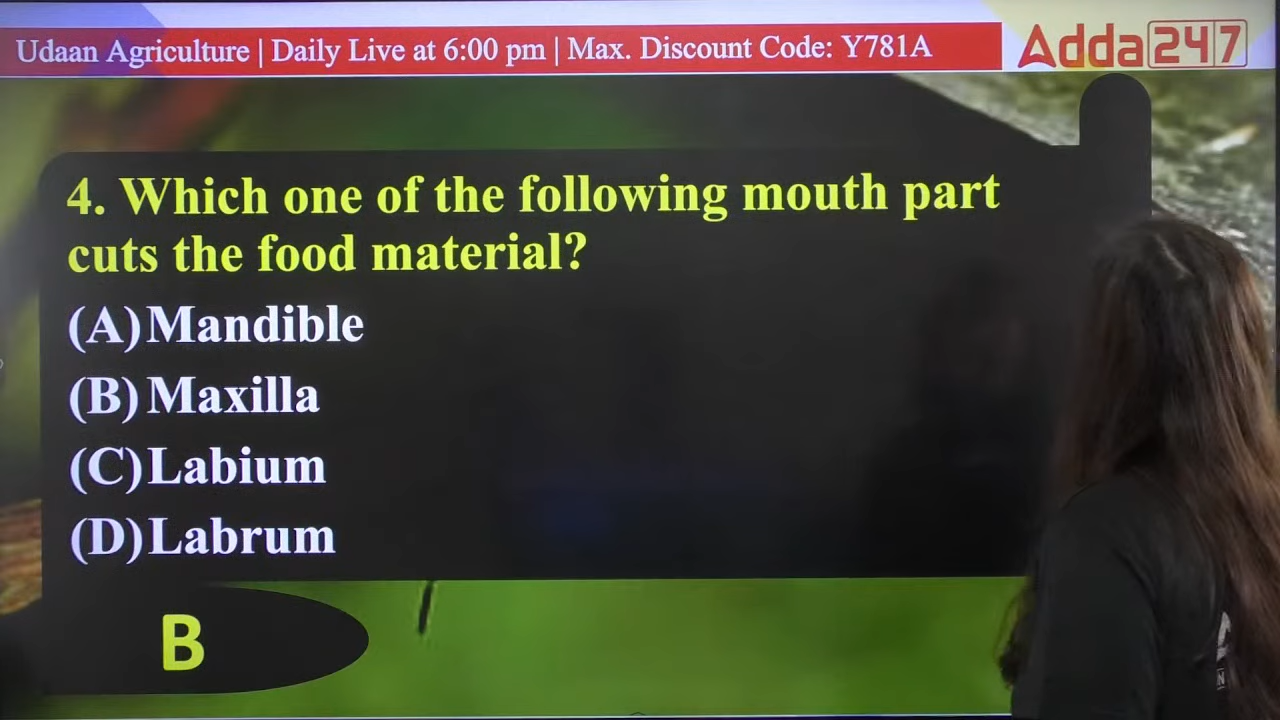 Udaan Agriculture | Daily Live at 6:00 pm | Max. Discount Code: Y781A
Adda247
4. Which one of the following mouth part
cuts the food material?
(A) Mandible
(B) Maxilla
(C) Labium
(D) Labrum
B